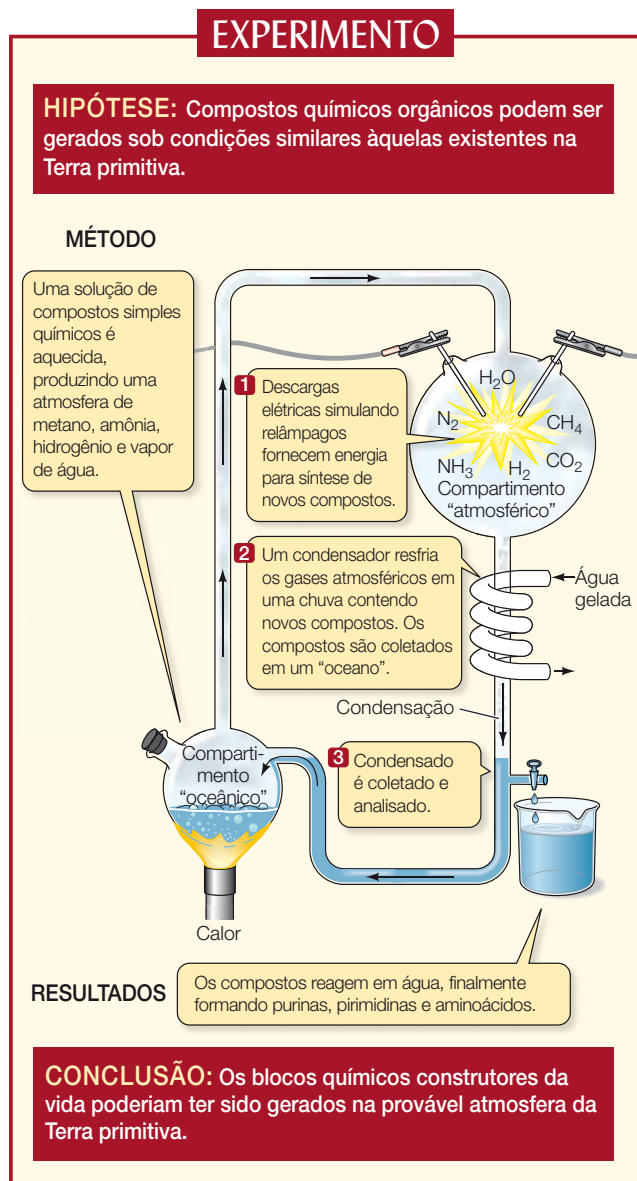 EXPERIMENTO
HIPÓTESE: Compostos químicos orgânicos podem ser
gerados sob condições similares àquelas existentes na
Terra primitiva.
MÉTODO
Uma solução de
compostos simples
químicos é
aquecida,
produzindo uma
atmosfera de
metano, amônia,
hidrogênio e vapor
de água.
1 Descargas
elétricas simulando
relâmpagos
fornecem energia
para síntese de
novos compostos.
H₂O
N₂
CH₄
NH₃
H₂
CO₂
Compartimento
“atmosférico”
2 Um condensador resfria
os gases atmosféricos em
uma chuva contendo
novos compostos. Os
compostos são coletados
em um “oceano”.
Água
gelada
Condensação
Comparti-
mento
“oceânico”
3 Condensado
é coletado e
analisado.
Calor
RESULTADOS
Os compostos reagem em água, finalmente
formando purinas, pirimidinas e aminoácidos.
CONCLUSÃO: Os blocos químicos construtores da
vida poderiam ter sido gerados na provável atmosfera da
Terra primitiva.